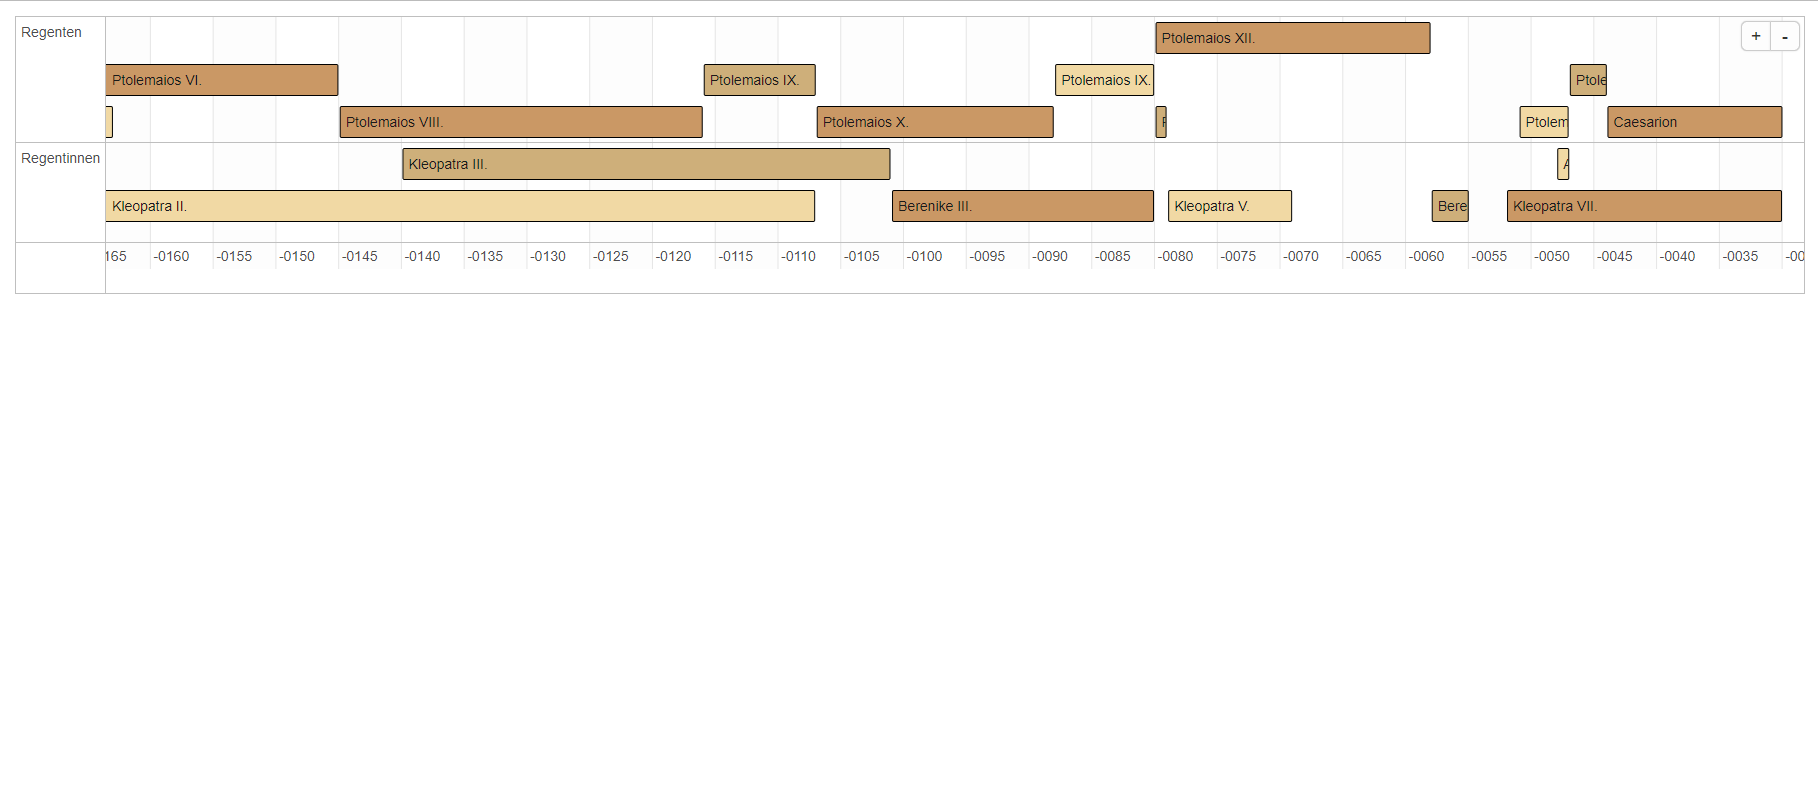 Regenten
Ptolemaios XII.
+ -
Ptolemaios VI.
Ptolemaios IX.
Ptolemaios IX.
Ptole
Ptolemaios VIII.
Ptolemaios X.
Ptolem
Caesarion
Regentinnen
Kleopatra III.
Kleopatra II.
Berenike III.
Kleopatra V.
Bere
Kleopatra VII.
165 -0160 -0155 -0150 -0145 -0140 -0135 -0130 -0125 -0120 -0115 -0110 -0105 -0100 -0095 -0090 -0085 -0080 -0075 -0070 -0065 -0060 -0055 -0050 -0045 -0040 -0035 -00